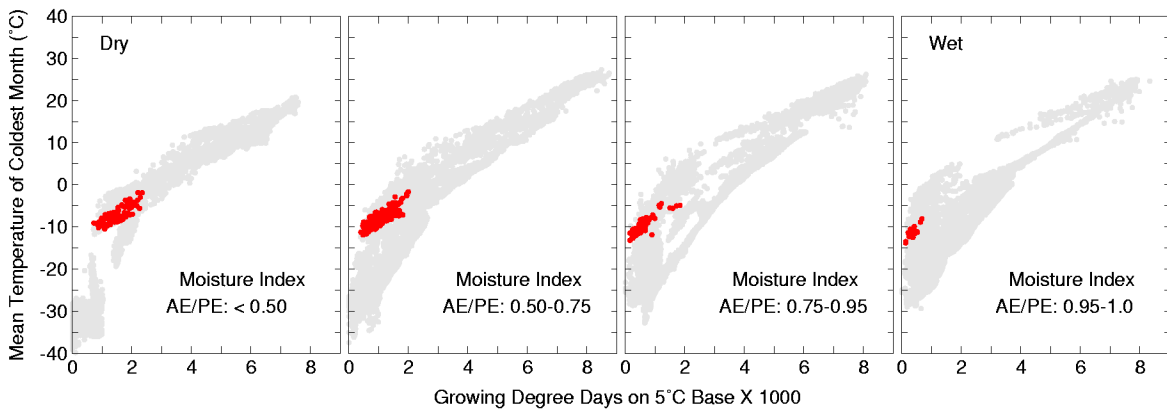 Mean Temperature of Coldest Month (°C)
40
30
20
10
0
-10
-20
-30
-40
Dry
Wet
Moisture Index
AE/PE: < 0.50
Moisture Index
AE/PE: 0.50-0.75
Moisture Index
AE/PE: 0.75-0.95
Moisture Index
AE/PE: 0.95-1.0
0 2 4 6 8 0 2 4 6 8 0 2 4 6 8 0 2 4 6 8
Growing Degree Days on 5°C Base X 1000